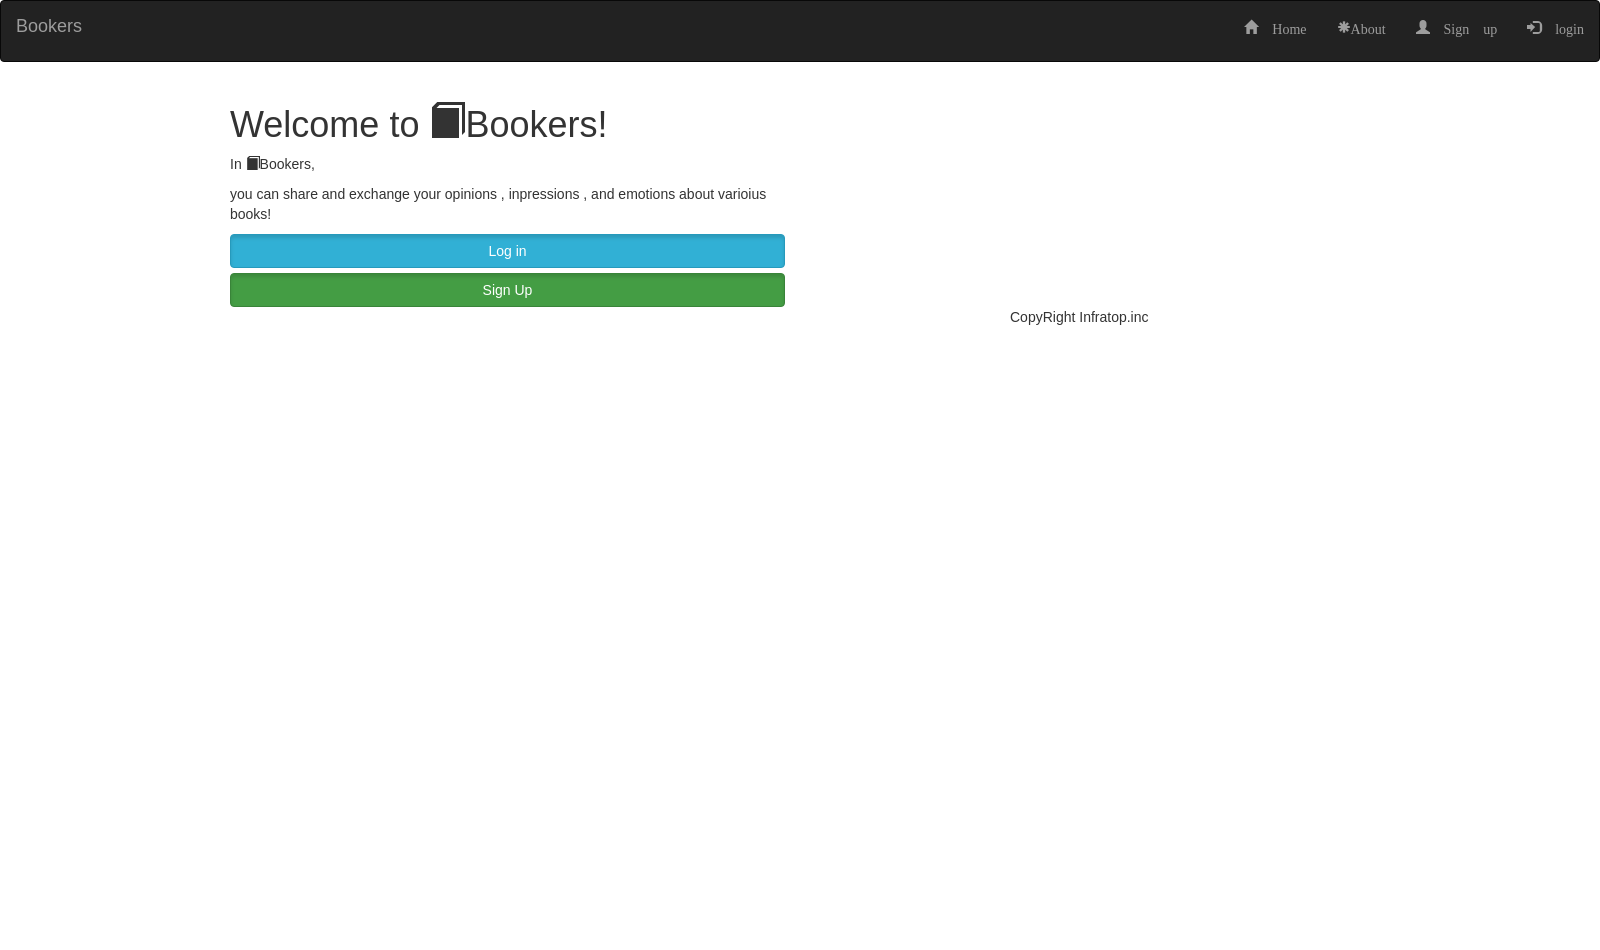 Bookers
Home
About
Sign up
login
Welcome to Bookers!
In Bookers,
you can share and exchange your opinions , inpressions , and emotions about varioius
books!
Log in
Sign Up
CopyRight Infratop.inc